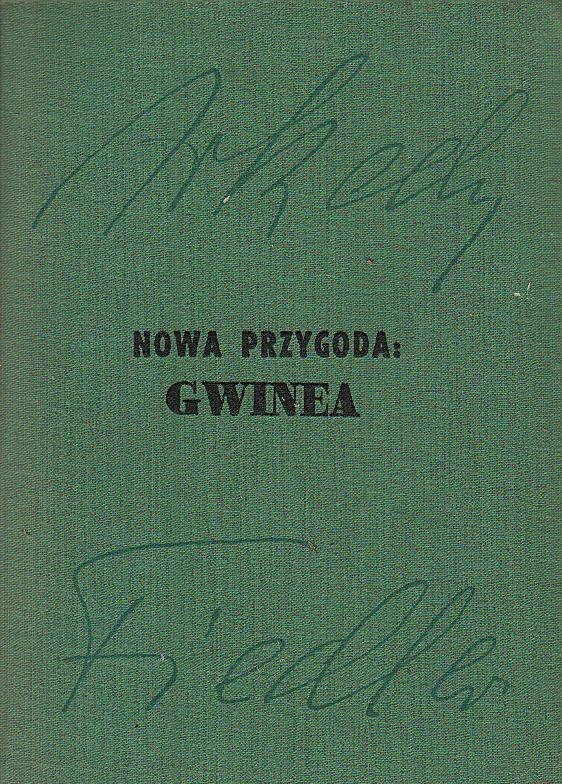 Arkady
NOWA PRZYGODA:
GWINEA
Fiedler